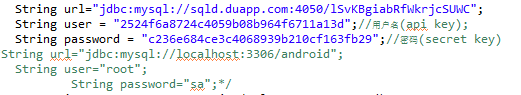 String url="jdbc:mysql://sqld.duapp.com:4050/lSvKBgiabRfWkrjcSUWC";
String user = "2524f6a8724c4059b08b964f6711a13d";//用户名(api key);
String password = "c236e684ce3c4068939b210cf163fb29";//密码(secret key)
String url="jdbc:mysql://localhost:3306/android";
String user="root";
String password="sa";*/